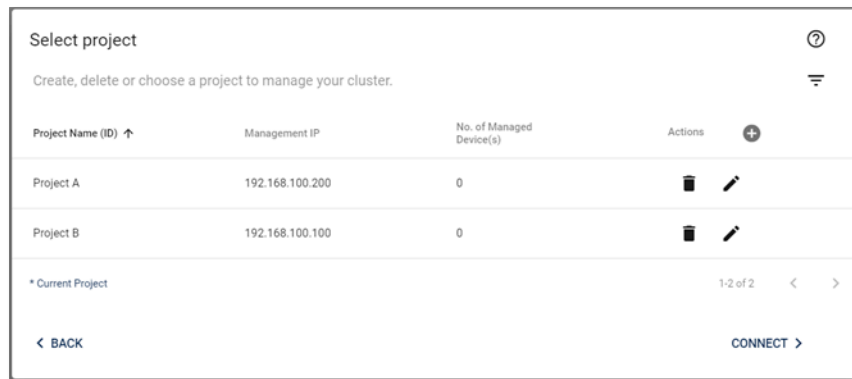 Select project
Create, delete or choose a project to manage your cluster.
Project Name (ID)
Management IP
No. of Managed
Device(s)
Actions
Project A
192.168.100.200
0
Project B
192.168.100.100
0
* Current Project
1-2 of 2
BACK
CONNECT